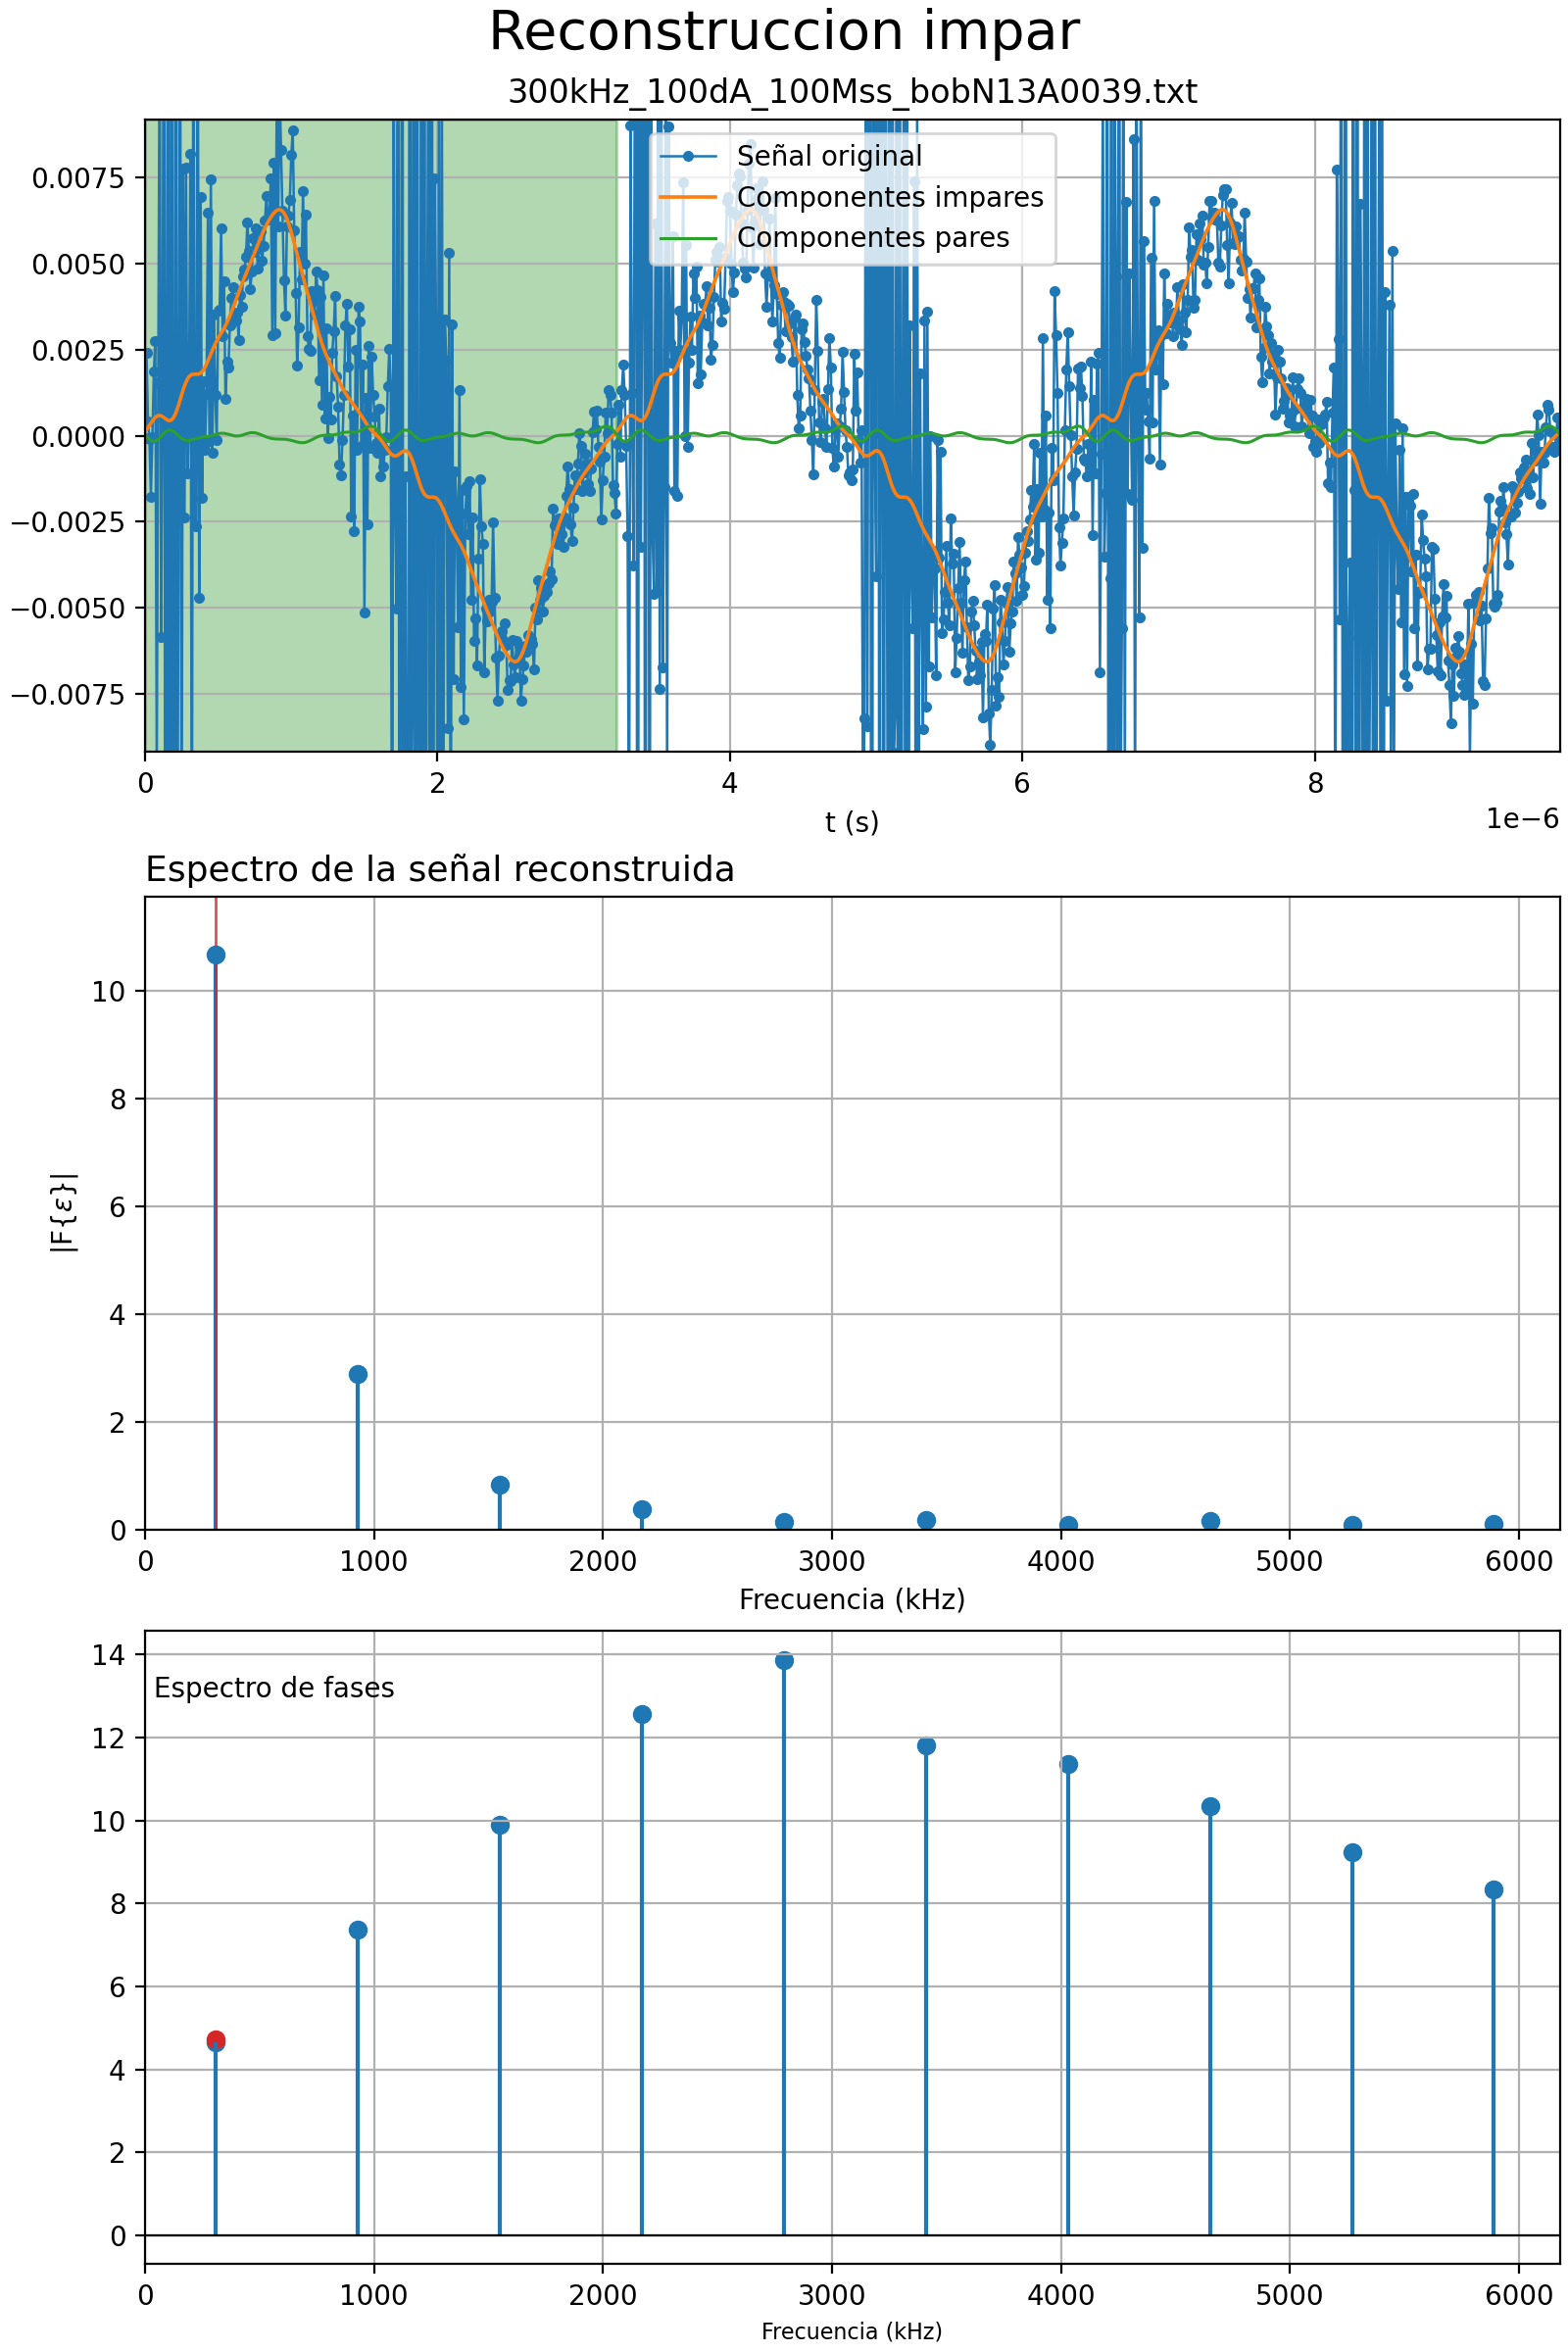 Reconstruccion impar
300kHz_100dA_100Mss_bobN13A0039.txt
Señal original
Componentes impares
Componentes pares
0.0075
0.0050
0.0025
0.0000
−0.0025
−0.0050
−0.0075
0 2 4 6 8
1e−6
t (s)
Espectro de la señal reconstruida
|F{ε}|
10
8
6
4
2
0
0 1000 2000 3000 4000 5000 6000
Frecuencia (kHz)
Espectro de fases
14
12
10
8
6
4
2
0
0 1000 2000 3000 4000 5000 6000
Frecuencia (kHz)